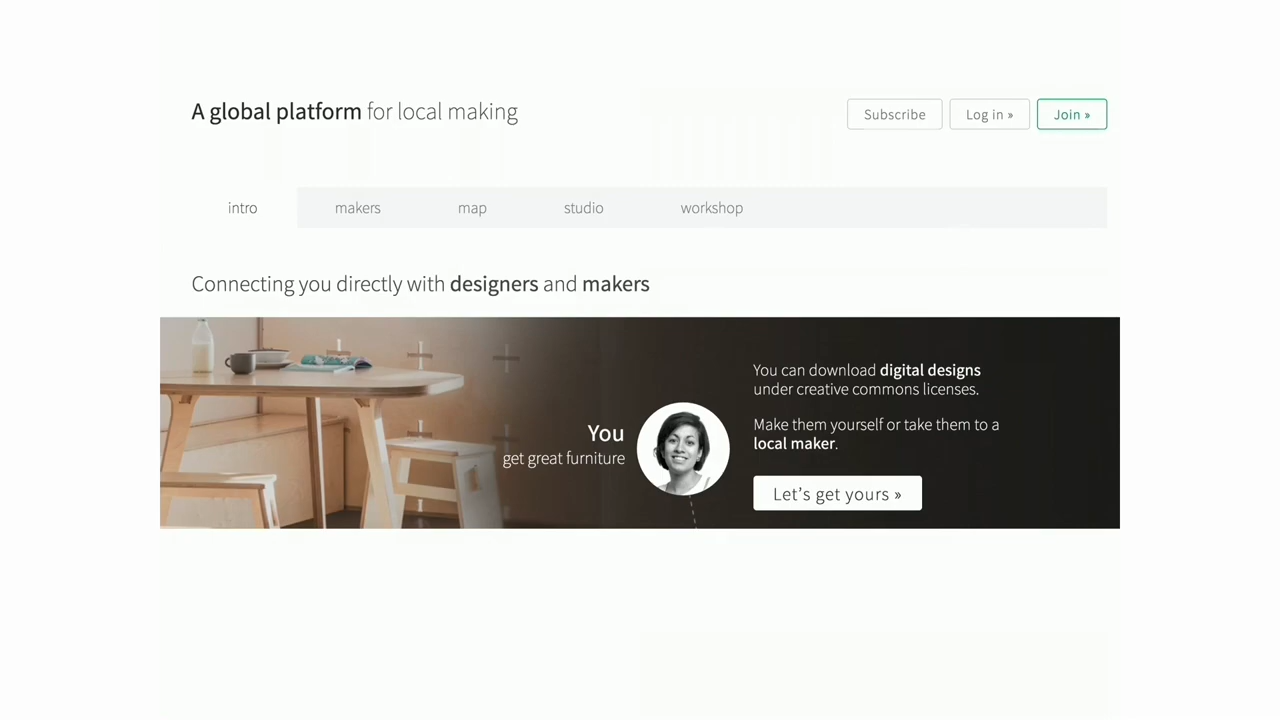 A global platform for local making
Subscribe
Log in »
Join »
intro
makers
map
studio
workshop
Connecting you directly with designers and makers
You
get great furniture
You can download digital designs
under creative commons licenses.
Make them yourself or take them to a
local maker.
Let’s get yours »